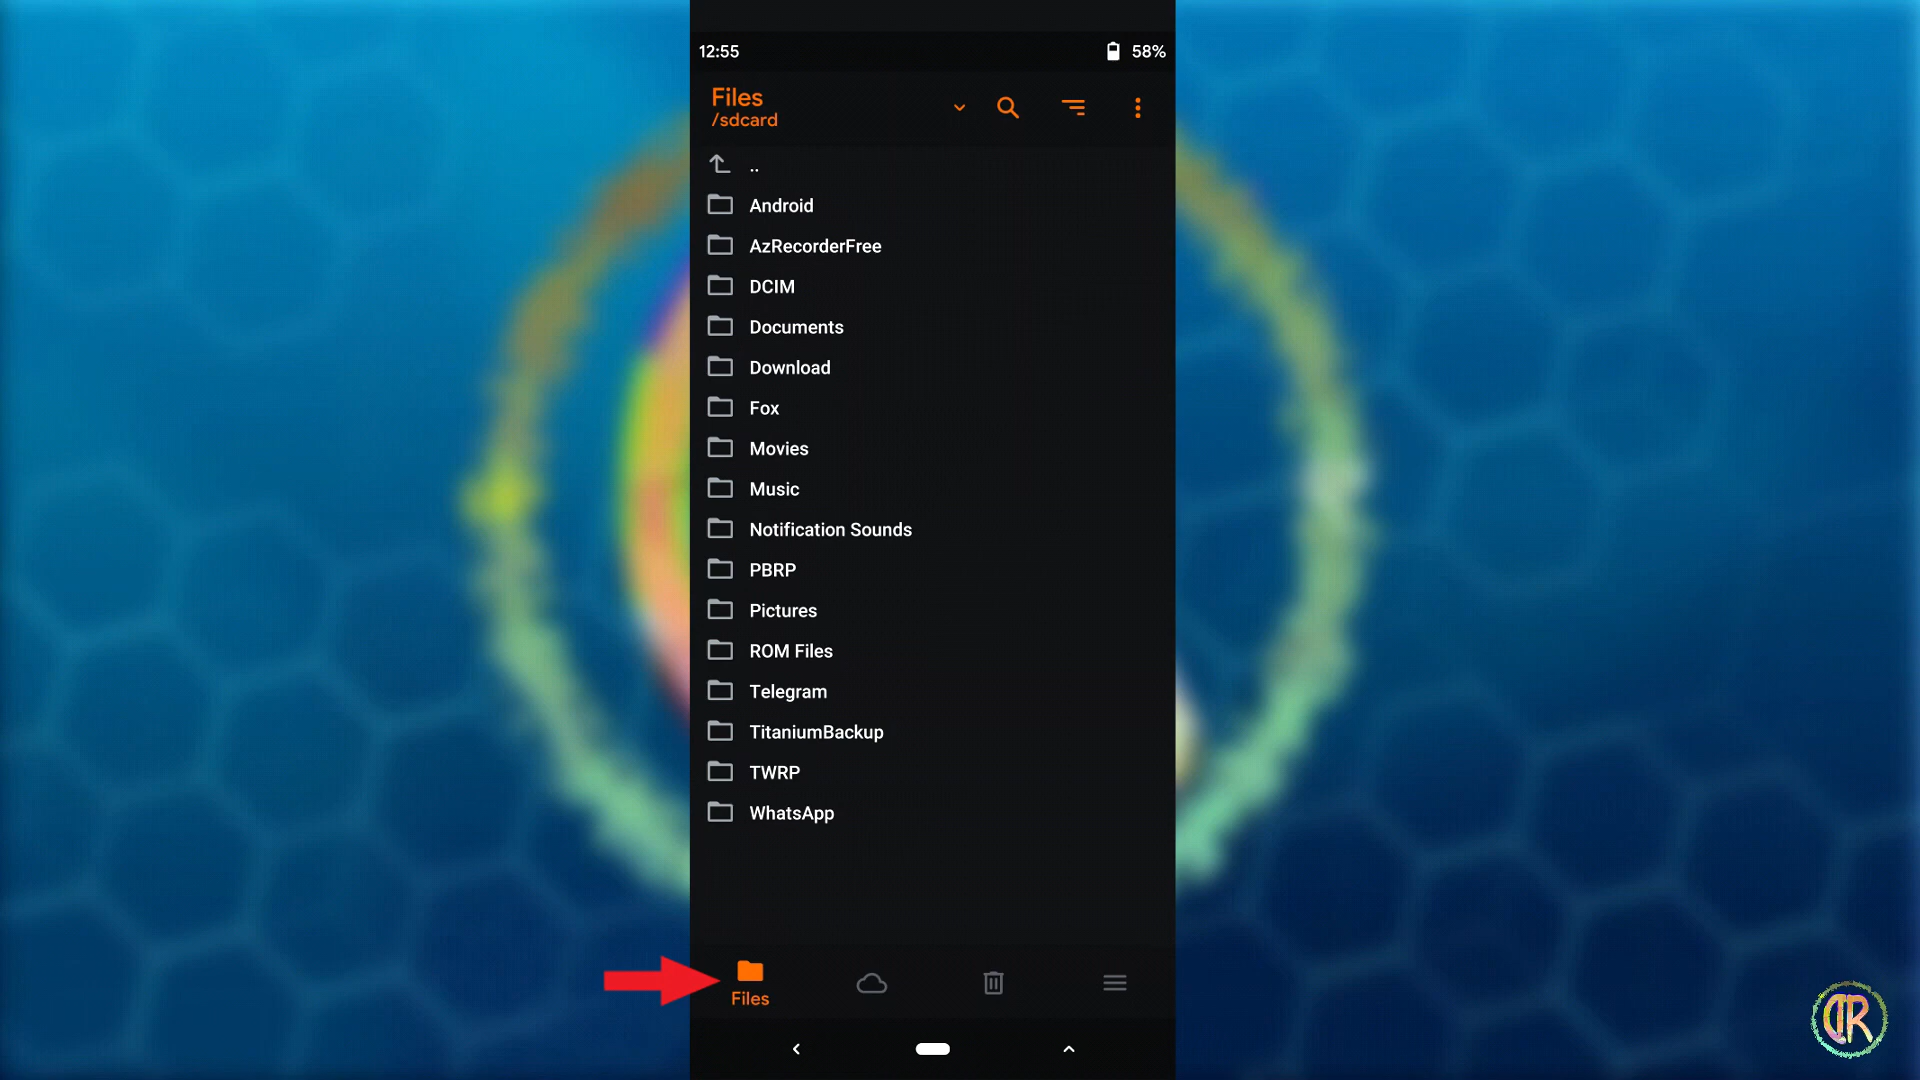 12:55
58%
Files
/sdcard
..
Android
AzRecorderFree
DCIM
Documents
Download
Fox
Movies
Music
Notification Sounds
PBRP
Pictures
ROM Files
Telegram
TitaniumBackup
TWRP
WhatsApp
Files
DR